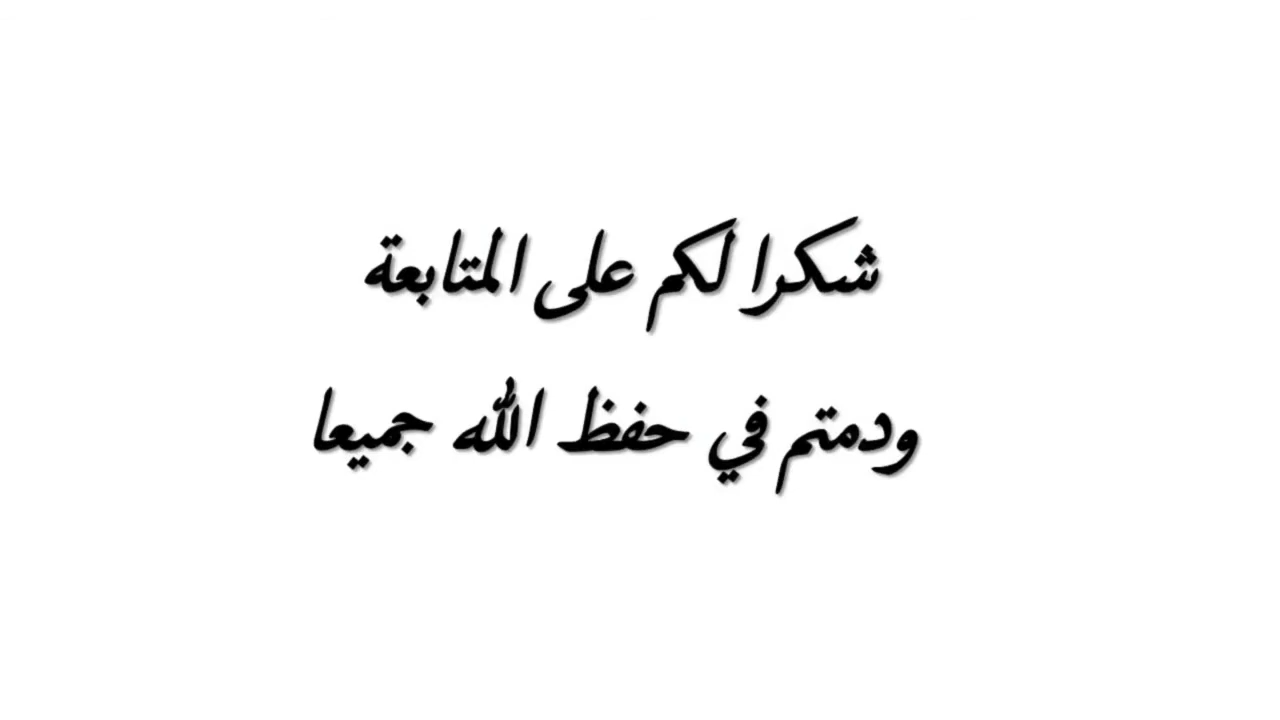 شكرا لكم على المتابعة
ودمتم في حفظ الله جميعا